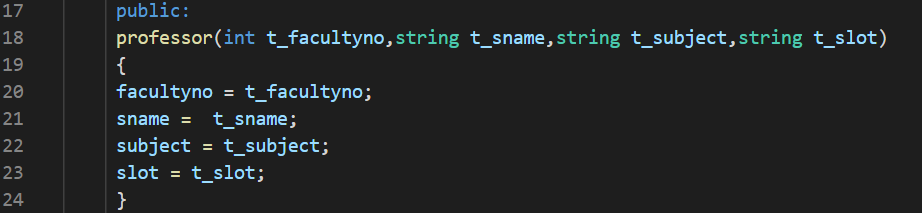 17 public:
18 professor(int t_facultyno,string t_sname,string t_subject,string t_slot)
19 {
20 facultyno = t_facultyno;
21 sname =  t_sname;
22 subject = t_subject;
23 slot = t_slot;
24 }